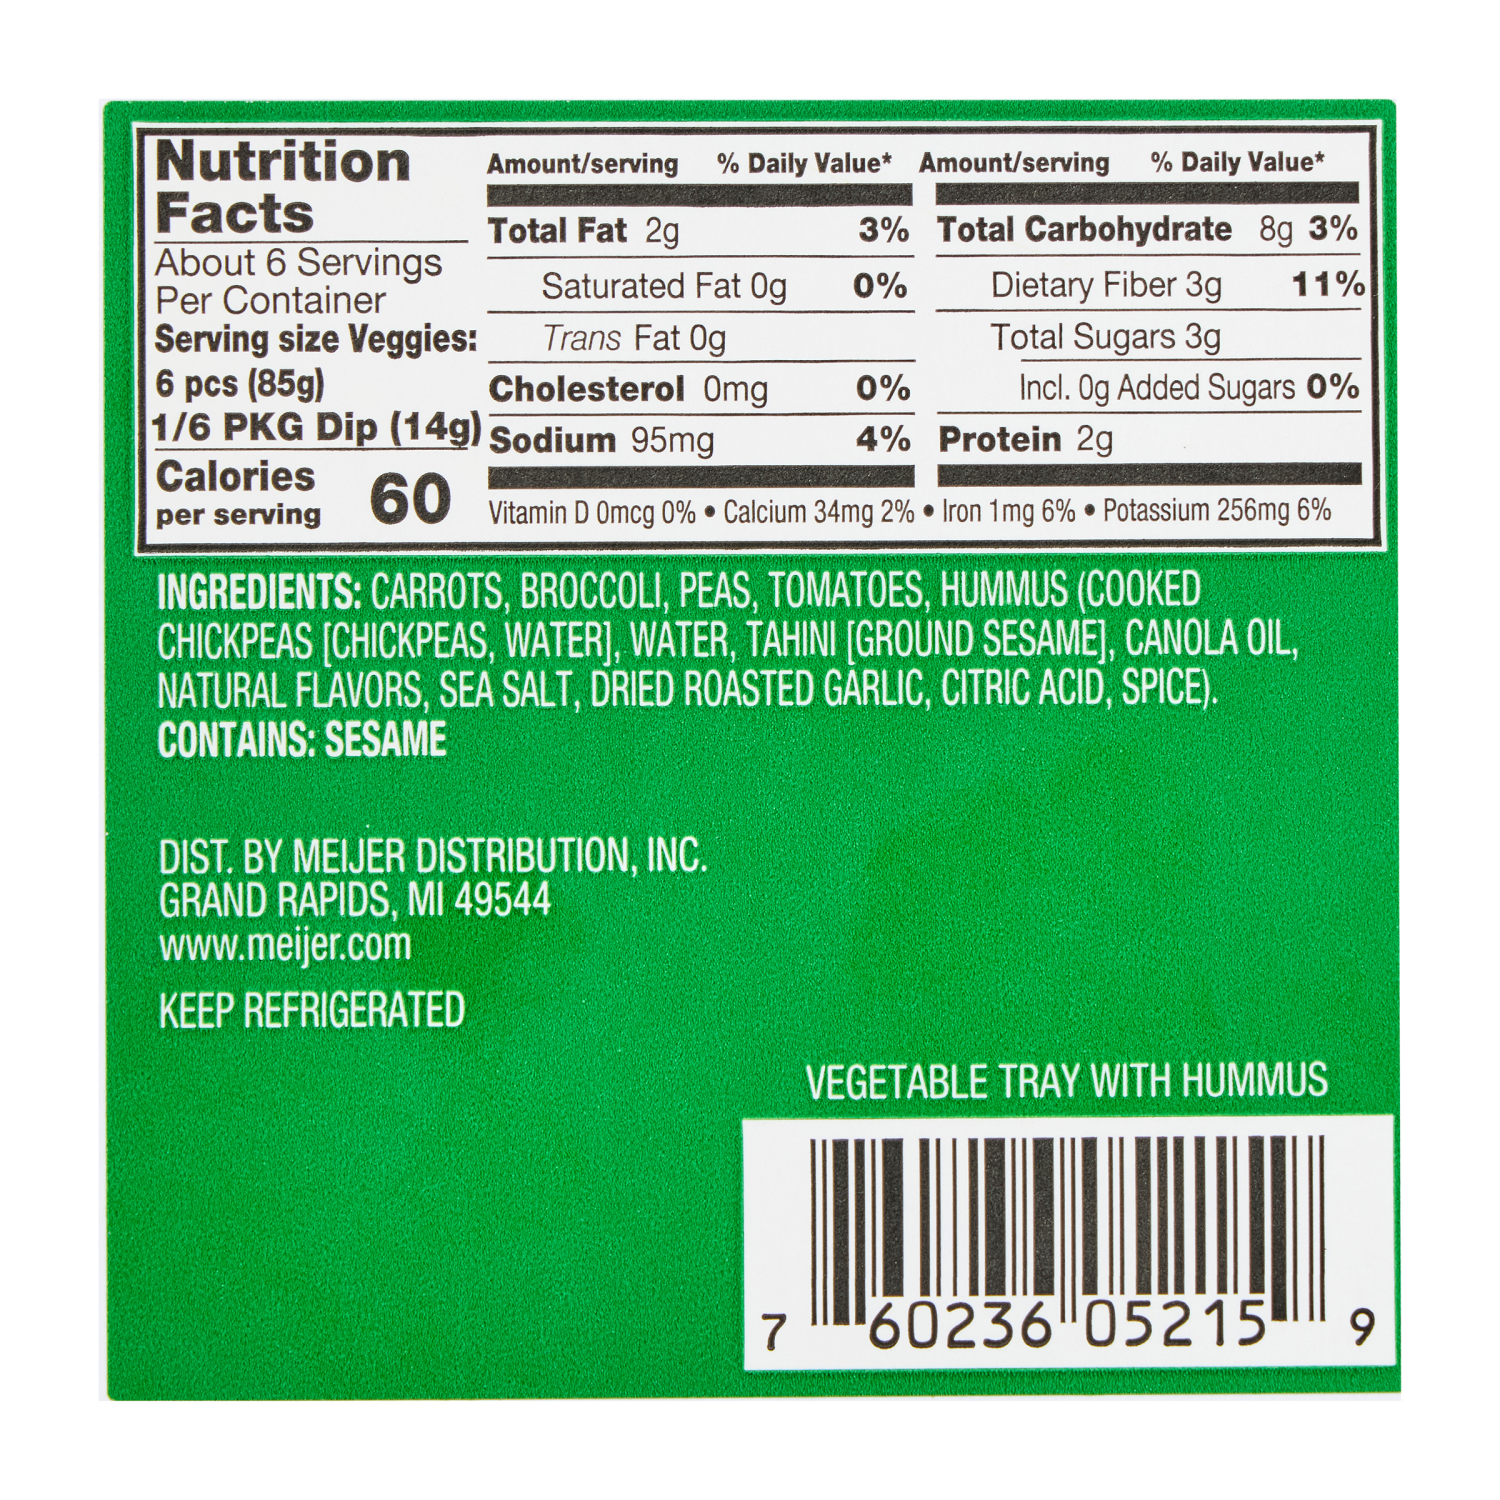 Nutrition
Facts
About 6 Servings
Per Container
Serving size Veggies:
6 pcs (85g)
1/6 PKG Dip (14g)
Calories
per serving 60
Amount/serving % Daily Value*
Total Fat 2g 3%
Saturated Fat 0g 0%
Trans Fat 0g
Cholesterol 0mg 0%
Sodium 95mg 4%
Amount/serving % Daily Value*
Total Carbohydrate 8g 3%
Dietary Fiber 3g 11%
Total Sugars 3g
Incl. 0g Added Sugars 0%
Protein 2g
Vitamin D 0mcg 0% • Calcium 34mg 2% • Iron 1mg 6% • Potassium 256mg 6%
INGREDIENTS: CARROTS, BROCCOLI, PEAS, TOMATOES, HUMMUS (COOKED
CHICKPEAS [CHICKPEAS, WATER], WATER, TAHINI [GROUND SESAME], CANOLA OIL,
NATURAL FLAVORS, SEA SALT, DRIED ROASTED GARLIC, CITRIC ACID, SPICE).
CONTAINS: SESAME
DIST. BY MEIJER DISTRIBUTION, INC.
GRAND RAPIDS, MI 49544
www.meijer.com
KEEP REFRIGERATED
VEGETABLE TRAY WITH HUMMUS
7 60236 05215 9